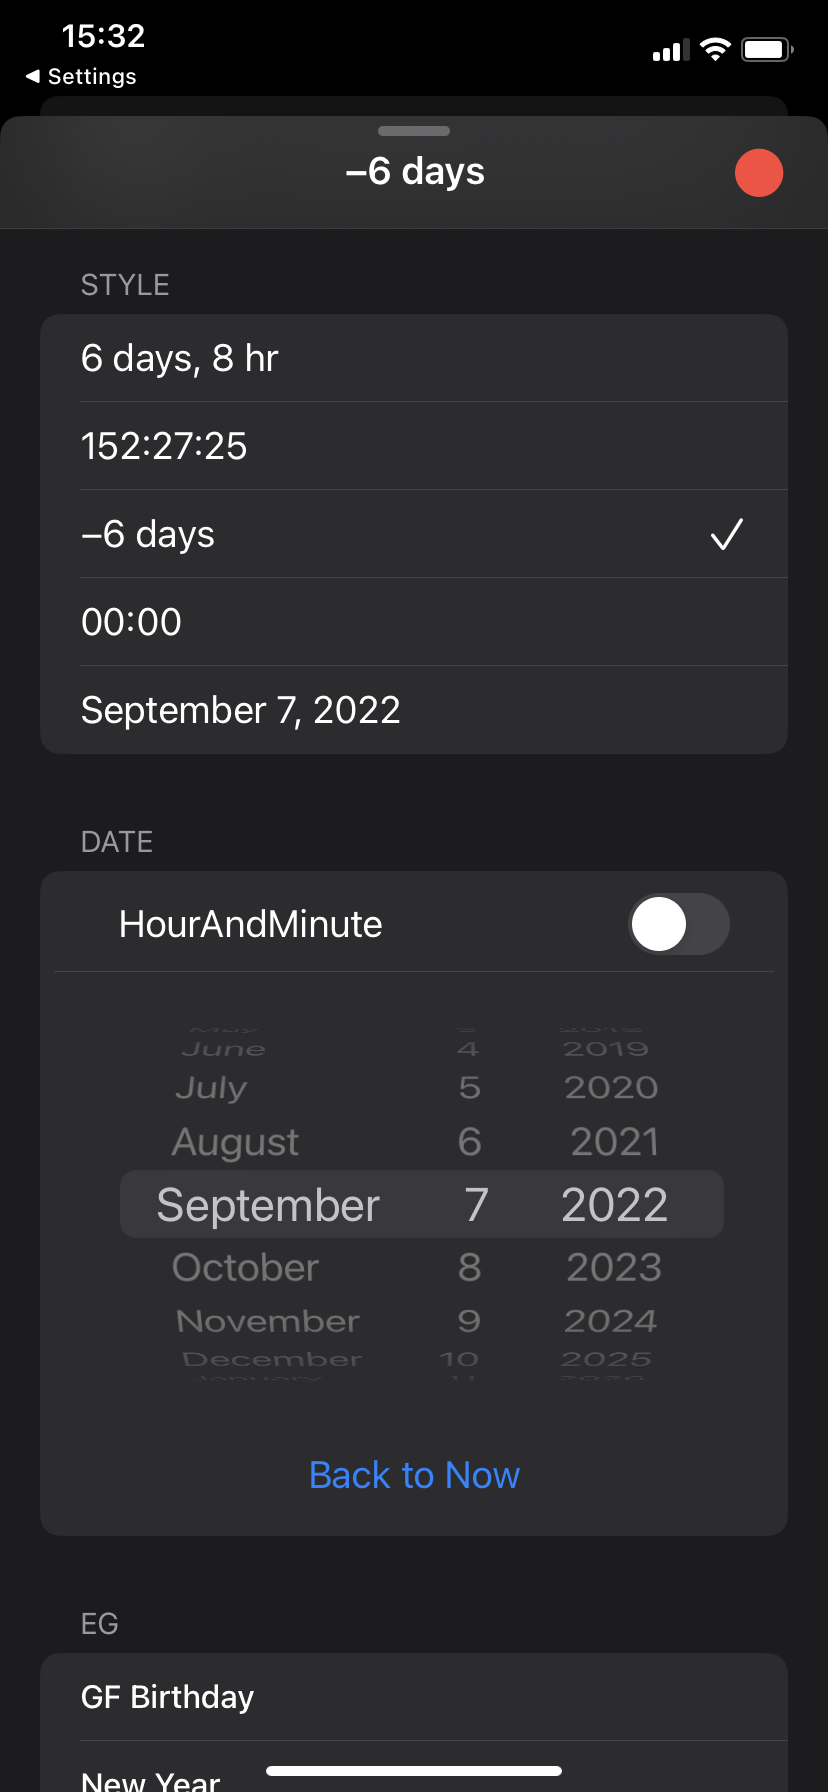 15:32
◀ Settings
–6 days
STYLE
6 days, 8 hr
152:27:25
–6 days
00:00
September 7, 2022
DATE
HourAndMinute
June 4 2019
July 5 2020
August 6 2021
September 7 2022
October 8 2023
November 9 2024
December 10 2025
Back to Now
EG
GF Birthday
New Year